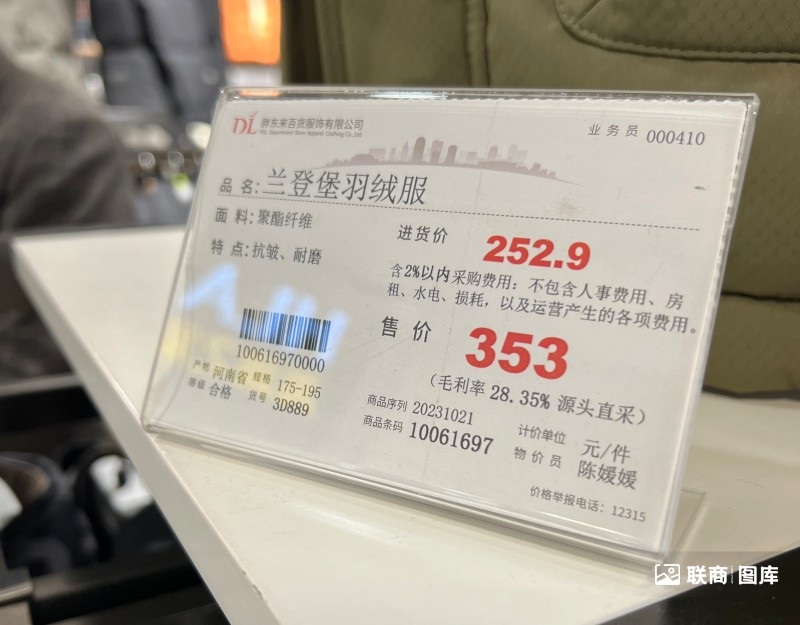 DL 胖东来百货服饰有限公司
业务员 000410
品 名:兰登堡羽绒服
面 料:聚酯纤维
特 点:抗皱、耐磨
进货价 252.9
含2%以内采购费用:不包含人事费用、房
租、水电、损耗,以及运营产生的各项费用。
售 价 353
(毛利率 28.35% 源头直采)
100616970000
产地 河南省 规格 175-195
等级 合格 货号 3D889
商品序列 20231021
商品条码 10061697
计价单位 元/件
物价员 陈媛媛
价格举报电话:12315
联商|图库